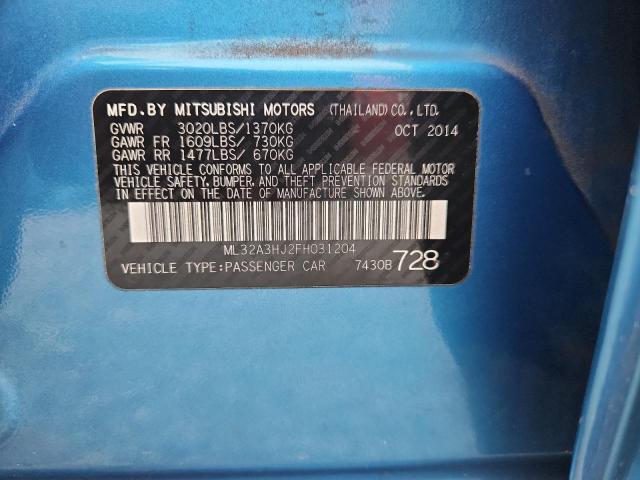 MFD.BY MITSUBISHI MOTORS (THAILAND)CO.,LTD.
GVWR 3020LBS/1370KG OCT 2014
GAWR FR 1609LBS/ 730KG
GAWR RR 1477LBS/ 670KG
THIS VEHICLE CONFORMS TO ALL APPLICABLE FEDERAL MOTOR
VEHICLE SAFETY, BUMPER, AND THEFT PREVENTION STANDARDS
IN EFFECT ON THE DATE OF MANUFACTURE SHOWN ABOVE.
ML32A3HJ2FH031204
VEHICLE TYPE:PASSENGER CAR 7430B 728